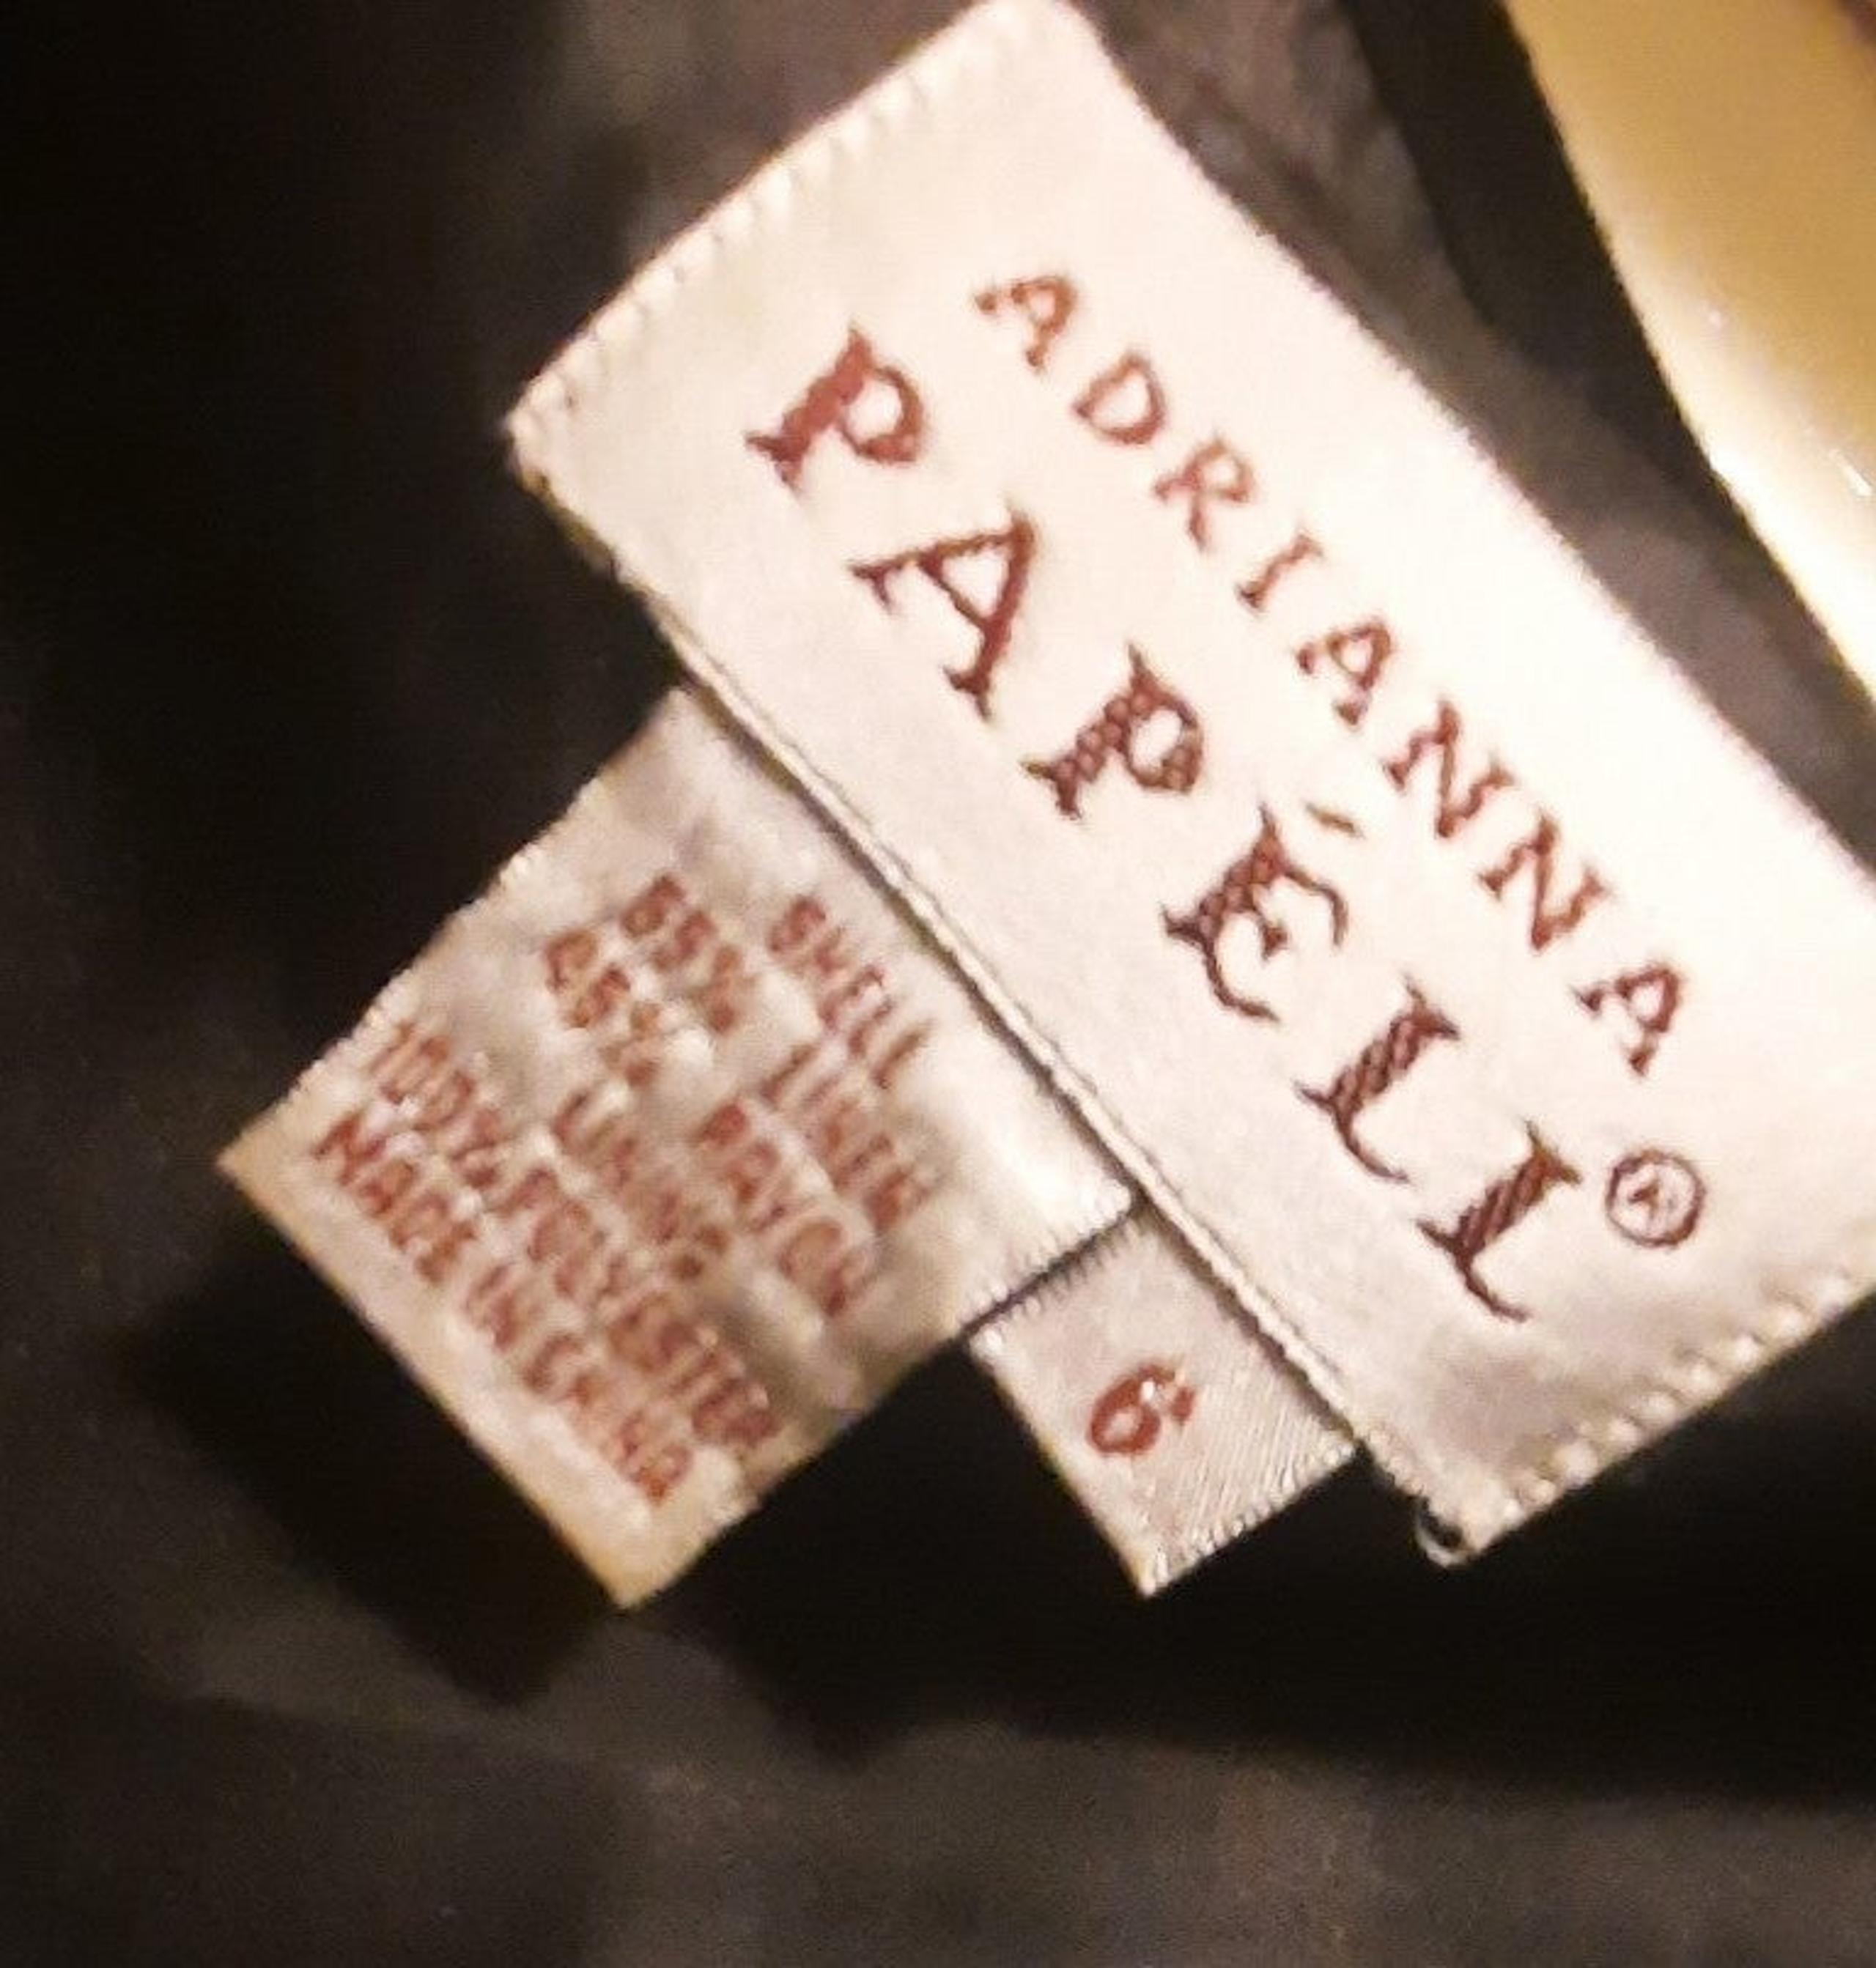 ADRIANNA
PAPELL®
6
SHELL
55% LINEN
45% RAYON
LINING
100% POLYESTER
MADE IN CHINA